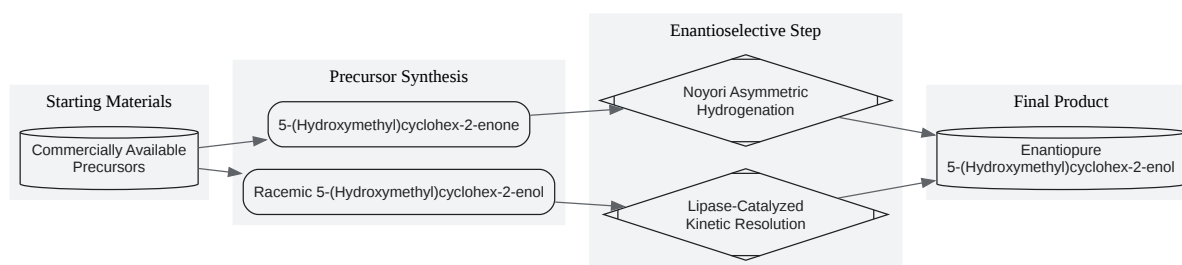 Starting Materials
Commercially Available
Precursors
Precursor Synthesis
5-(Hydroxymethyl)cyclohex-2-enone
Racemic 5-(Hydroxymethyl)cyclohex-2-enol
Enantioselective Step
Noyori Asymmetric
Hydrogenation
Lipase-Catalyzed
Kinetic Resolution
Final Product
Enantiopure
5-(Hydroxymethyl)cyclohex-2-enol